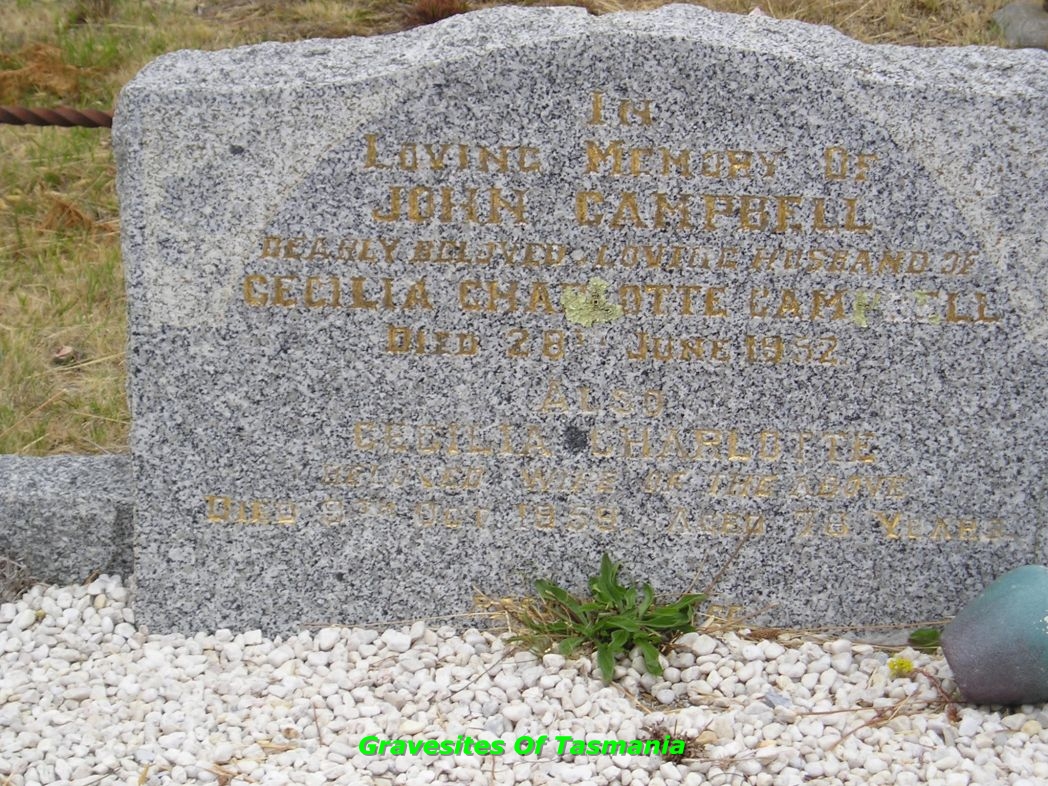 In
Loving Memory Of
John Campbell
Dearly Beloved & Loving Husband Of
Cecilia Charlotte Campbell
Died 28th June 1952
Also
Cecilia Charlotte
Beloved Wife Of The Above
Died 9th Oct 1959, Aged 78 Years
Gravesites Of Tasmania